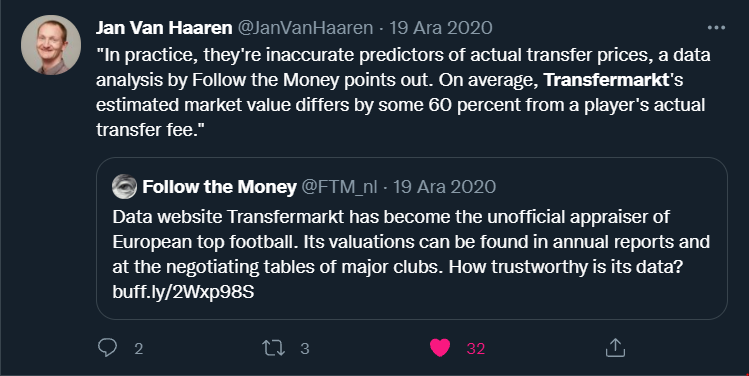 Jan Van Haaren @JanVanHaaren · 19 Ara 2020
"In practice, they're inaccurate predictors of actual transfer prices, a data
analysis by Follow the Money points out. On average, Transfermarkt's
estimated market value differs by some 60 percent from a player's actual
transfer fee."
Follow the Money @FTM_nl · 19 Ara 2020
Data website Transfermarkt has become the unofficial appraiser of
European top football. Its valuations can be found in annual reports and
at the negotiating tables of major clubs. How trustworthy is its data?
buff.ly/2Wxp98S
2 3 32